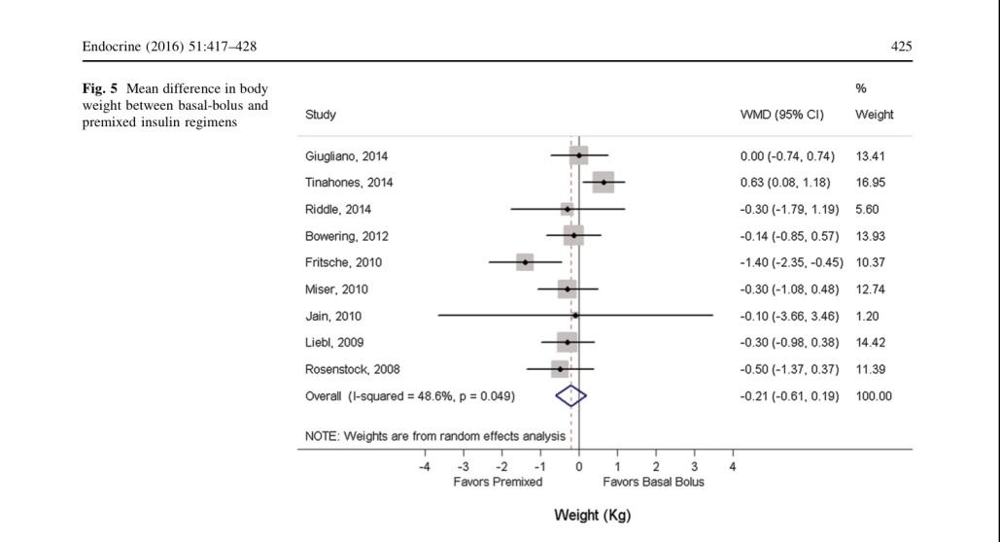 Endocrine (2016) 51:417–428 425
Fig. 5 Mean difference in body
weight between basal-bolus and
premixed insulin regimens
%
Study WMD (95% CI) Weight
Giugliano, 2014 0.00 (-0.74, 0.74) 13.41
Tinahones, 2014 0.63 (0.08, 1.18) 16.95
Riddle, 2014 -0.30 (-1.79, 1.19) 5.60
Bowering, 2012 -0.14 (-0.85, 0.57) 13.93
Fritsche, 2010 -1.40 (-2.35, -0.45) 10.37
Miser, 2010 -0.30 (-1.08, 0.48) 12.74
Jain, 2010 -0.10 (-3.66, 3.46) 1.20
Liebl, 2009 -0.30 (-0.98, 0.38) 14.42
Rosenstock, 2008 -0.50 (-1.37, 0.37) 11.39
Overall (I-squared = 48.6%, p = 0.049) -0.21 (-0.61, 0.19) 100.00
NOTE: Weights are from random effects analysis
-4 -3 -2 -1 0 1 2 3 4
Favors Premixed Favors Basal Bolus
Weight (Kg)